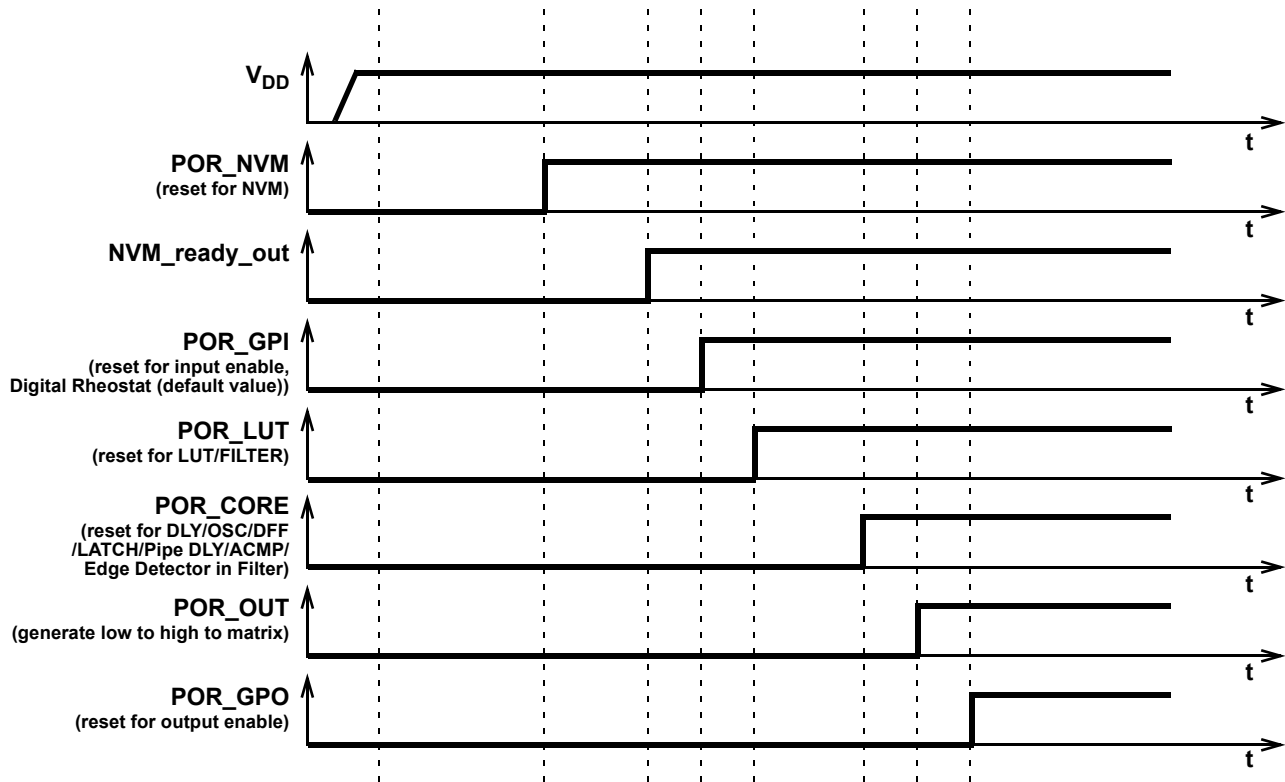 VDD
t
POR_NVM
(reset for NVM)
t
NVM_ready_out
t
POR_GPI
(reset for input enable,
Digital Rheostat (default value))
t
POR_LUT
(reset for LUT/FILTER)
t
POR_CORE
(reset for DLY/OSC/DFF
/LATCH/Pipe DLY/ACMP/
Edge Detector in Filter)
t
POR_OUT
(generate low to high to matrix)
t
POR_GPO
(reset for output enable)
t